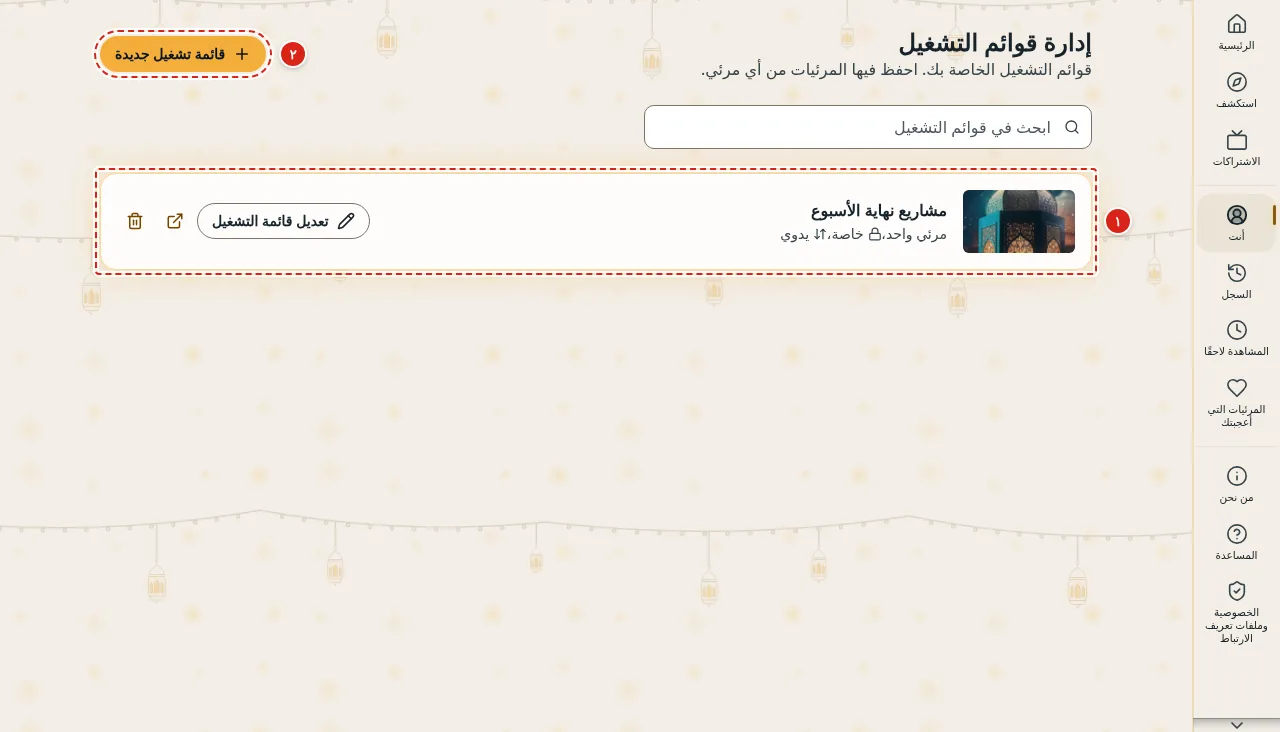 الرئيسية
استكشف
الاشتراكات
أنت
السجل
المشاهدة لاحقًا
المرئيات التي
أعجبتك
من نحن
المساعدة
الخصوصية
وملفات تعريف
الارتباط
إدارة قوائم التشغيل
قوائم التشغيل الخاصة بك. احفظ فيها المرئيات من أي مرئي.
٢
قائمة تشغيل جديدة
ابحث في قوائم التشغيل
١
مشاريع نهاية الأسبوع
مرئي واحد، خاصة، يدوي
تعديل قائمة التشغيل